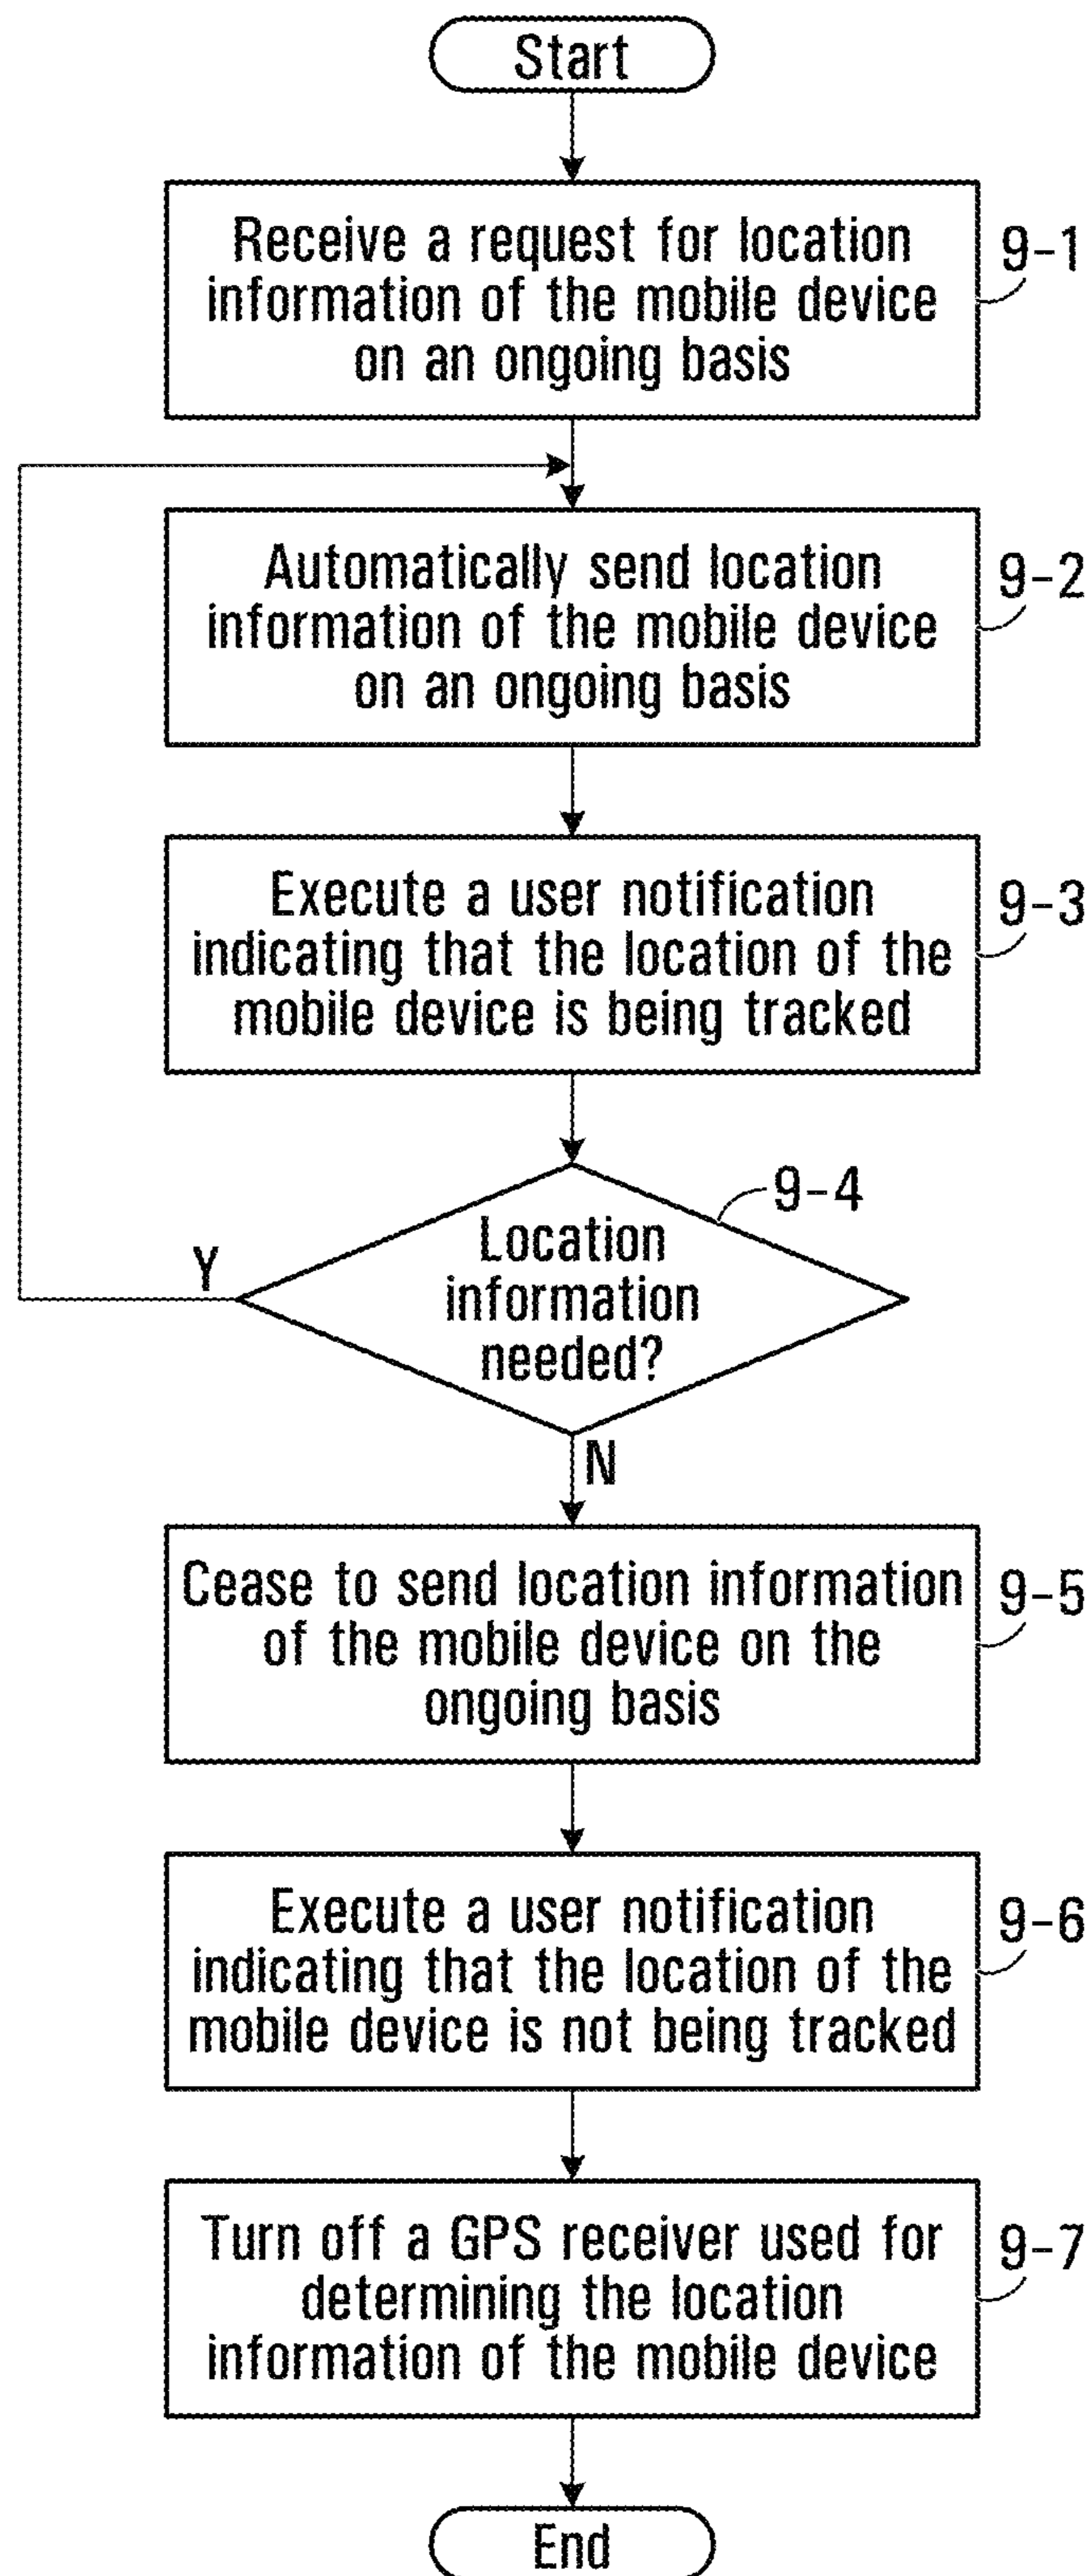 Start
Receive a request for location
information of the mobile device
on an ongoing basis
9-1
Automatically send location
information of the mobile device
on an ongoing basis
9-2
Execute a user notification
indicating that the location of the
mobile device is being tracked
9-3
9-4
Location
information
needed?
Y
N
Cease to send location information
of the mobile device on the
ongoing basis
9-5
Execute a user notification
indicating that the location of the
mobile device is not being tracked
9-6
Turn off a GPS receiver used for
determining the location
information of the mobile device
9-7
End